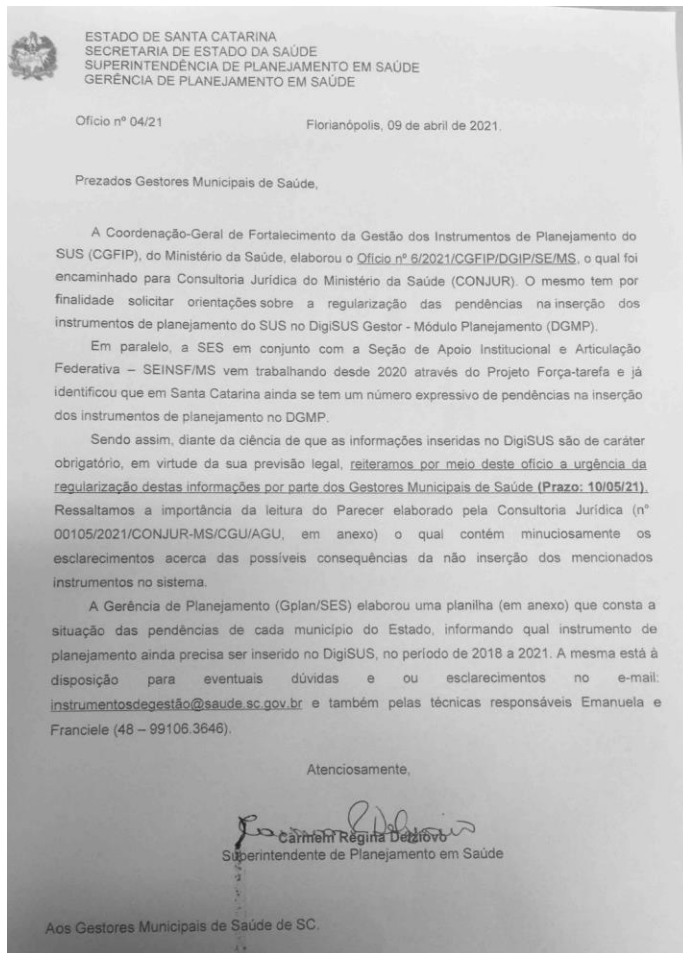 ESTADO DE SANTA CATARINA
SECRETARIA DE ESTADO DA SAÚDE
SUPERINTENDÊNCIA DE PLANEJAMENTO EM SAÚDE
GERÊNCIA DE PLANEJAMENTO EM SAÚDE
Ofício nº 04/21 Florianópolis, 09 de abril de 2021.
Prezados Gestores Municipais de Saúde,
A Coordenação-Geral de Fortalecimento da Gestão dos Instrumentos de Planejamento do
SUS (CGFIP), do Ministério da Saúde, elaborou o Ofício nº 6/2021/CGFIP/DGIP/SE/MS, o qual foi
encaminhado para Consultoria Jurídica do Ministério da Saúde (CONJUR). O mesmo tem por
finalidade solicitar orientações sobre a regularização das pendências na inserção dos
instrumentos de planejamento do SUS no DigiSUS Gestor - Módulo Planejamento (DGMP).
Em paralelo, a SES em conjunto com a Seção de Apoio Institucional e Articulação
Federativa – SEINSF/MS vem trabalhando desde 2020 através do Projeto Força-tarefa e já
identificou que em Santa Catarina ainda se tem um número expressivo de pendências na inserção
dos instrumentos de planejamento no DGMP.
Sendo assim, diante da ciência de que as informações inseridas no DigiSUS são de caráter
obrigatório, em virtude da sua previsão legal, reiteramos por meio deste ofício a urgência da
regularização destas informações por parte dos Gestores Municipais de Saúde (Prazo: 10/05/21).
Ressaltamos a importância da leitura do Parecer elaborado pela Consultoria Jurídica (n°
00105/2021/CONJUR-MS/CGU/AGU, em anexo) o qual contém minuciosamente os
esclarecimentos acerca das possíveis consequências da não inserção dos mencionados
instrumentos no sistema.
A Gerência de Planejamento (Gplan/SES) elaborou uma planilha (em anexo) que consta a
situação das pendências de cada município do Estado, informando qual instrumento de
planejamento ainda precisa ser inserido no DigiSUS, no período de 2018 a 2021. A mesma está à
disposição para eventuais dúvidas e ou esclarecimentos no e-mail:
instrumentosdegestão@saude.sc.gov.br e também pelas técnicas responsáveis Emanuela e
Franciele (48 – 99106.3646).
Atenciosamente,
Carmem Regina Delziovo
Superintendente de Planejamento em Saúde
Aos Gestores Municipais de Saúde de SC.